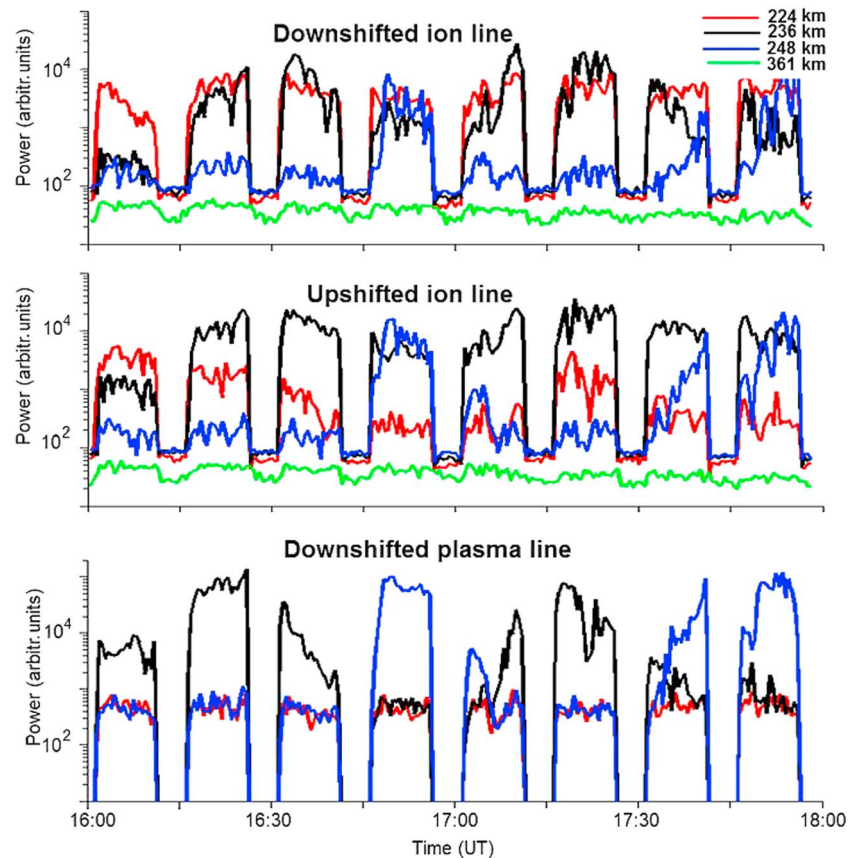 Downshifted ion line
224 km
236 km
248 km
361 km
Power (arbitr. units)
10^4
10^2
Upshifted ion line
Power (arbitr. units)
10^4
10^2
Downshifted plasma line
Power (arbitr. units)
10^4
10^2
16:00 16:30 17:00 17:30 18:00
Time (UT)